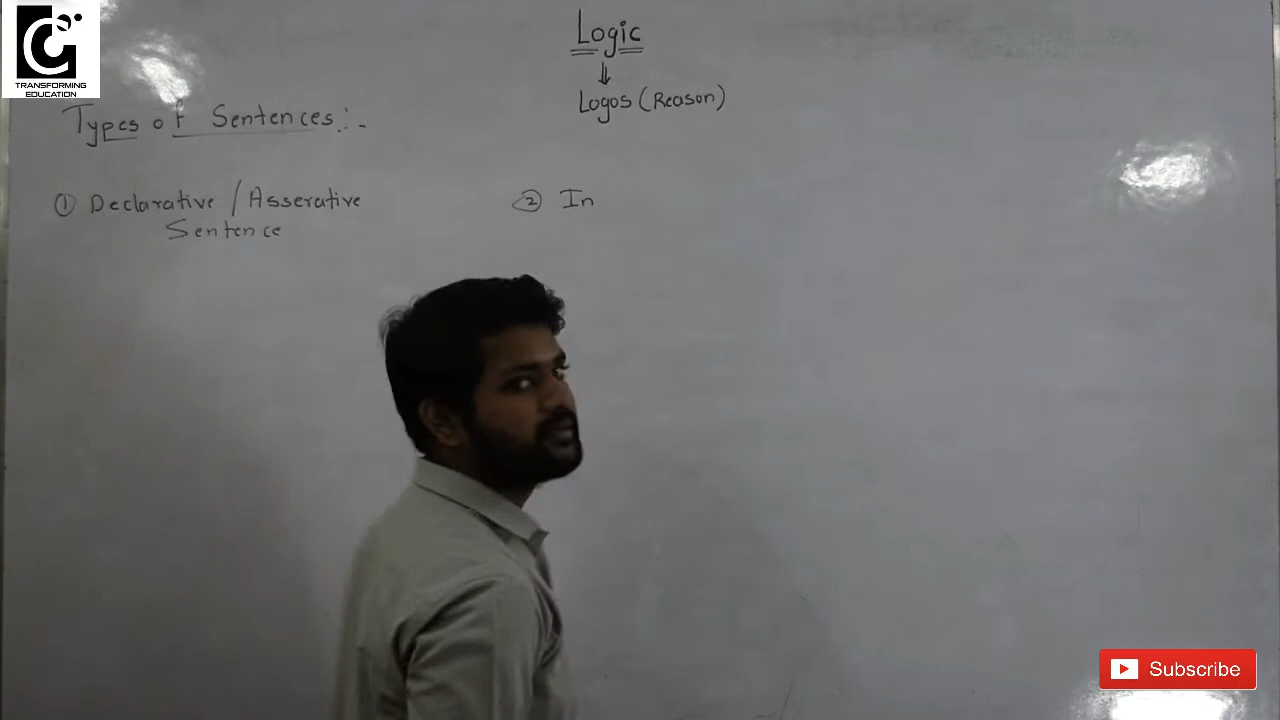 TRANSFORMING
EDUCATION
Logic
⇓
Logos (Reason)
Types of Sentences:-
① Declarative / Asserative
Sentence
② In
Subscribe